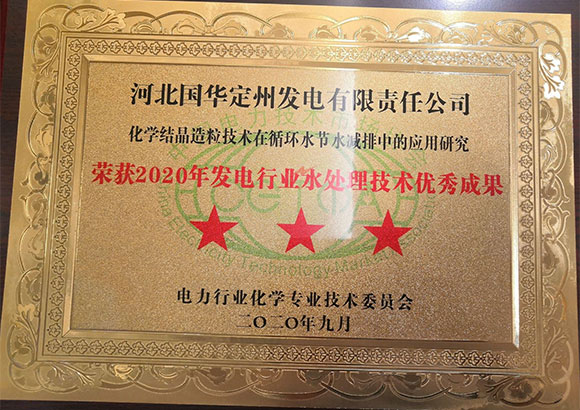 河北国华定州发电有限责任公司
化学结晶造粒技术在循环水节水减排中的应用研究
荣获2020年发电行业水处理技术优秀成果
电力行业化学专业技术委员会
二〇二〇年九月